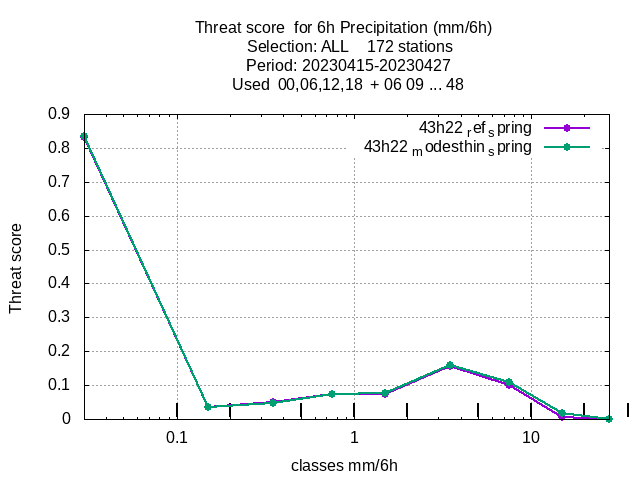 Threat score  for 6h Precipitation (mm/6h)
Selection: ALL    172 stations
Period: 20230415-20230427
Used  00,06,12,18  + 06 09 ... 48
43h22 ref spring
43h22 modesthin spring
0.9
0.8
0.7
0.6
0.5
0.4
0.3
0.2
0.1
0
Threat score
0.1 1 10
classes mm/6h